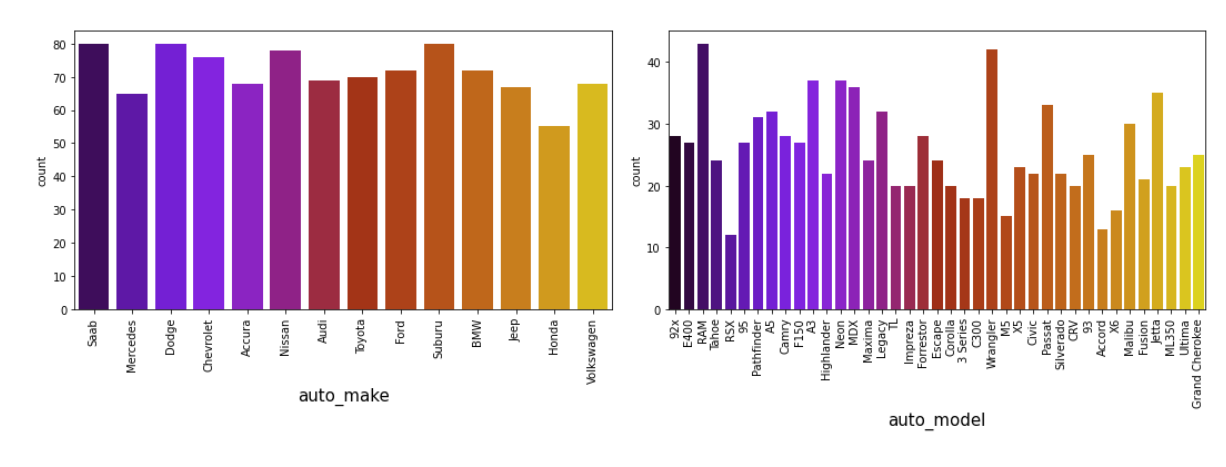 80
70
60
50
40
30
20
10
0
count
Saab
Mercedes
Dodge
Chevrolet
Accura
Nissan
Audi
Toyota
Ford
Suburu
BMW
Jeep
Honda
Volkswagen
auto_make
40
30
20
10
0
count
92x
E400
RAM
Tahoe
RSX
95
Pathfinder
A5
Camry
F150
A3
Highlander
Neon
MDX
Maxima
Legacy
TL
Impreza
Forrestor
Escape
Corolla
3 Series
C300
Wrangler
M5
X5
Civic
Passat
Silverado
CRV
93
Accord
X6
Malibu
Fusion
Jetta
ML350
Ultima
Grand Cherokee
auto_model